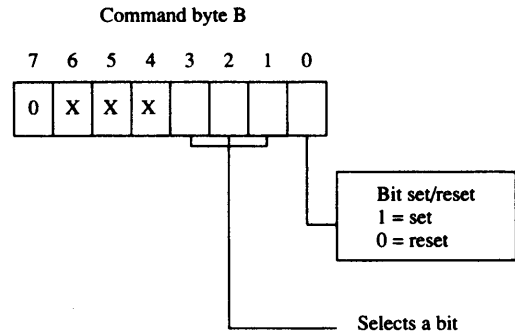 Command byte B
7 6 5 4 3 2 1 0
0 X X X
Bit set/reset
1 = set
0 = reset
Selects a bit